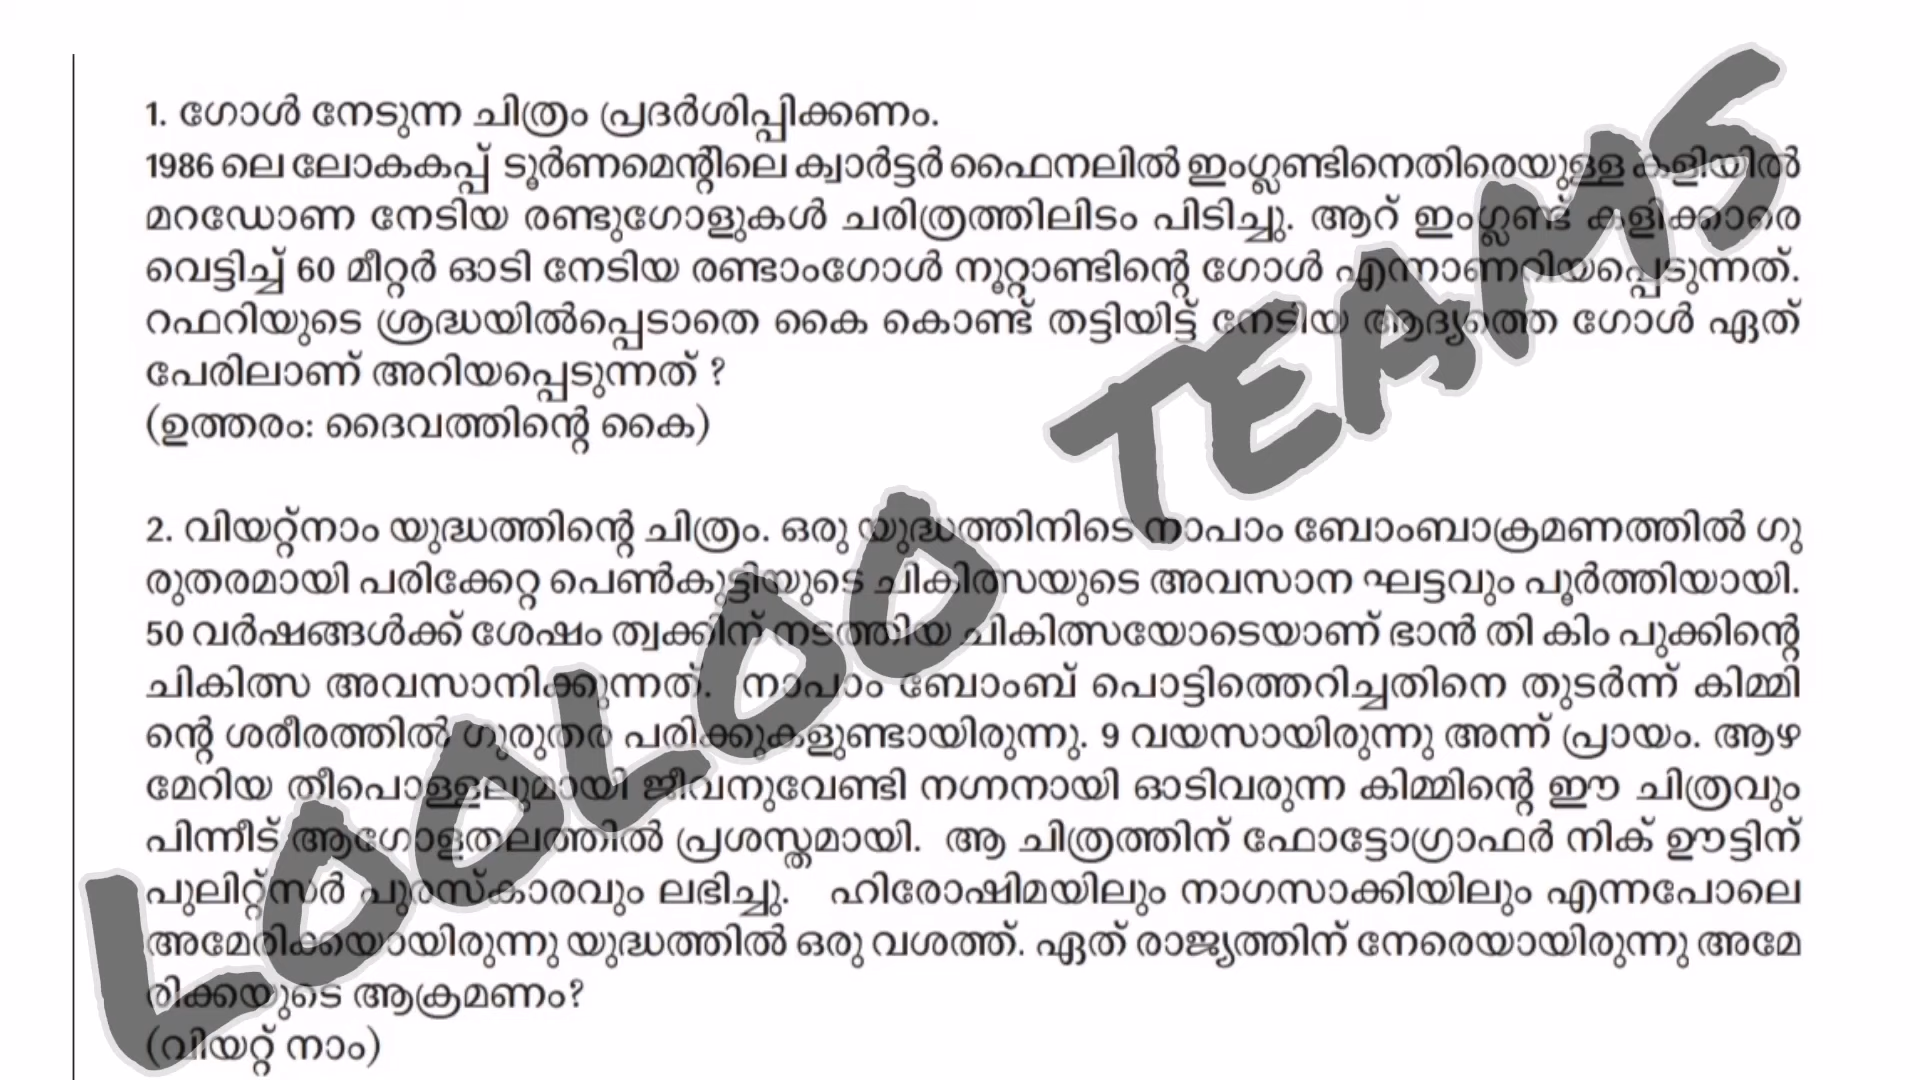 1. ഗോൾ നേടുന്ന ചിത്രം പ്രദർശിപ്പിക്കണം.
1986 ലെ ലോകകപ്പ് ടൂർണമെന്റിലെ ക്വാർട്ടർ ഫൈനലിൽ ഇംഗ്ലണ്ടിനെതിരെയുള്ള കളിയിൽ
മറഡോണ നേടിയ രണ്ടുഗോളുകൾ ചരിത്രത്തിലിടം പിടിച്ചു. ആറ് ഇംഗ്ലണ്ട് കളിക്കാരെ
വെട്ടിച്ച് 60 മീറ്റർ ഓടി നേടിയ രണ്ടാംഗോൾ നൂറ്റാണ്ടിന്റെ ഗോൾ എന്നാണറിയപ്പെടുന്നത്.
റഫറിയുടെ ശ്രദ്ധയിൽപ്പെടാതെ കൈ കൊണ്ട് തട്ടിയിട്ട് നേടിയ ആദ്യത്തെ ഗോൾ ഏത്
പേരിലാണ് അറിയപ്പെടുന്നത് ?
(ഉത്തരം: ദൈവത്തിന്റെ കൈ)
2. വിയറ്റ്നാം യുദ്ധത്തിന്റെ ചിത്രം. ഒരു യുദ്ധത്തിനിടെ നാപാം ബോംബാക്രമണത്തിൽ ഗു
രുതരമായി പരിക്കേറ്റ പെൺകുട്ടിയുടെ ചികിത്സയുടെ അവസാന ഘട്ടവും പൂർത്തിയായി.
50 വർഷങ്ങൾക്ക് ശേഷം ത്വക്കിന് നടത്തിയ ചികിത്സയോടെയാണ് ഭാൻ തി കിം പുക്കിന്റെ
ചികിത്സ അവസാനിക്കുന്നത്. നാപാം ബോംബ് പൊട്ടിത്തെറിച്ചതിനെ തുടർന്ന് കിമ്മി
ന്റെ ശരീരത്തിൽ ഗുരുതര പരിക്കുകളുണ്ടായിരുന്നു. 9 വയസായിരുന്നു അന്ന് പ്രായം. ആഴ
മേറിയ തീപൊള്ളലുമായി ജീവനുവേണ്ടി നഗ്നനായി ഓടിവരുന്ന കിമ്മിന്റെ ഈ ചിത്രവും
പിന്നീട് ആഗോളതലത്തിൽ പ്രശസ്തമായി. ആ ചിത്രത്തിന് ഫോട്ടോഗ്രാഫർ നിക് ഊട്ടിന്
പുലിറ്റ്സർ പുരസ്കാരവും ലഭിച്ചു. ഹിരോഷിമയിലും നാഗസാക്കിയിലും എന്നപോലെ
അമേരിക്കയായിരുന്നു യുദ്ധത്തിൽ ഒരു വശത്ത്. ഏത് രാജ്യത്തിന് നേരെയായിരുന്നു അമേ
രിക്കയുടെ ആക്രമണം?
(വിയറ്റ് നാം)
LOOLOO TEAMS